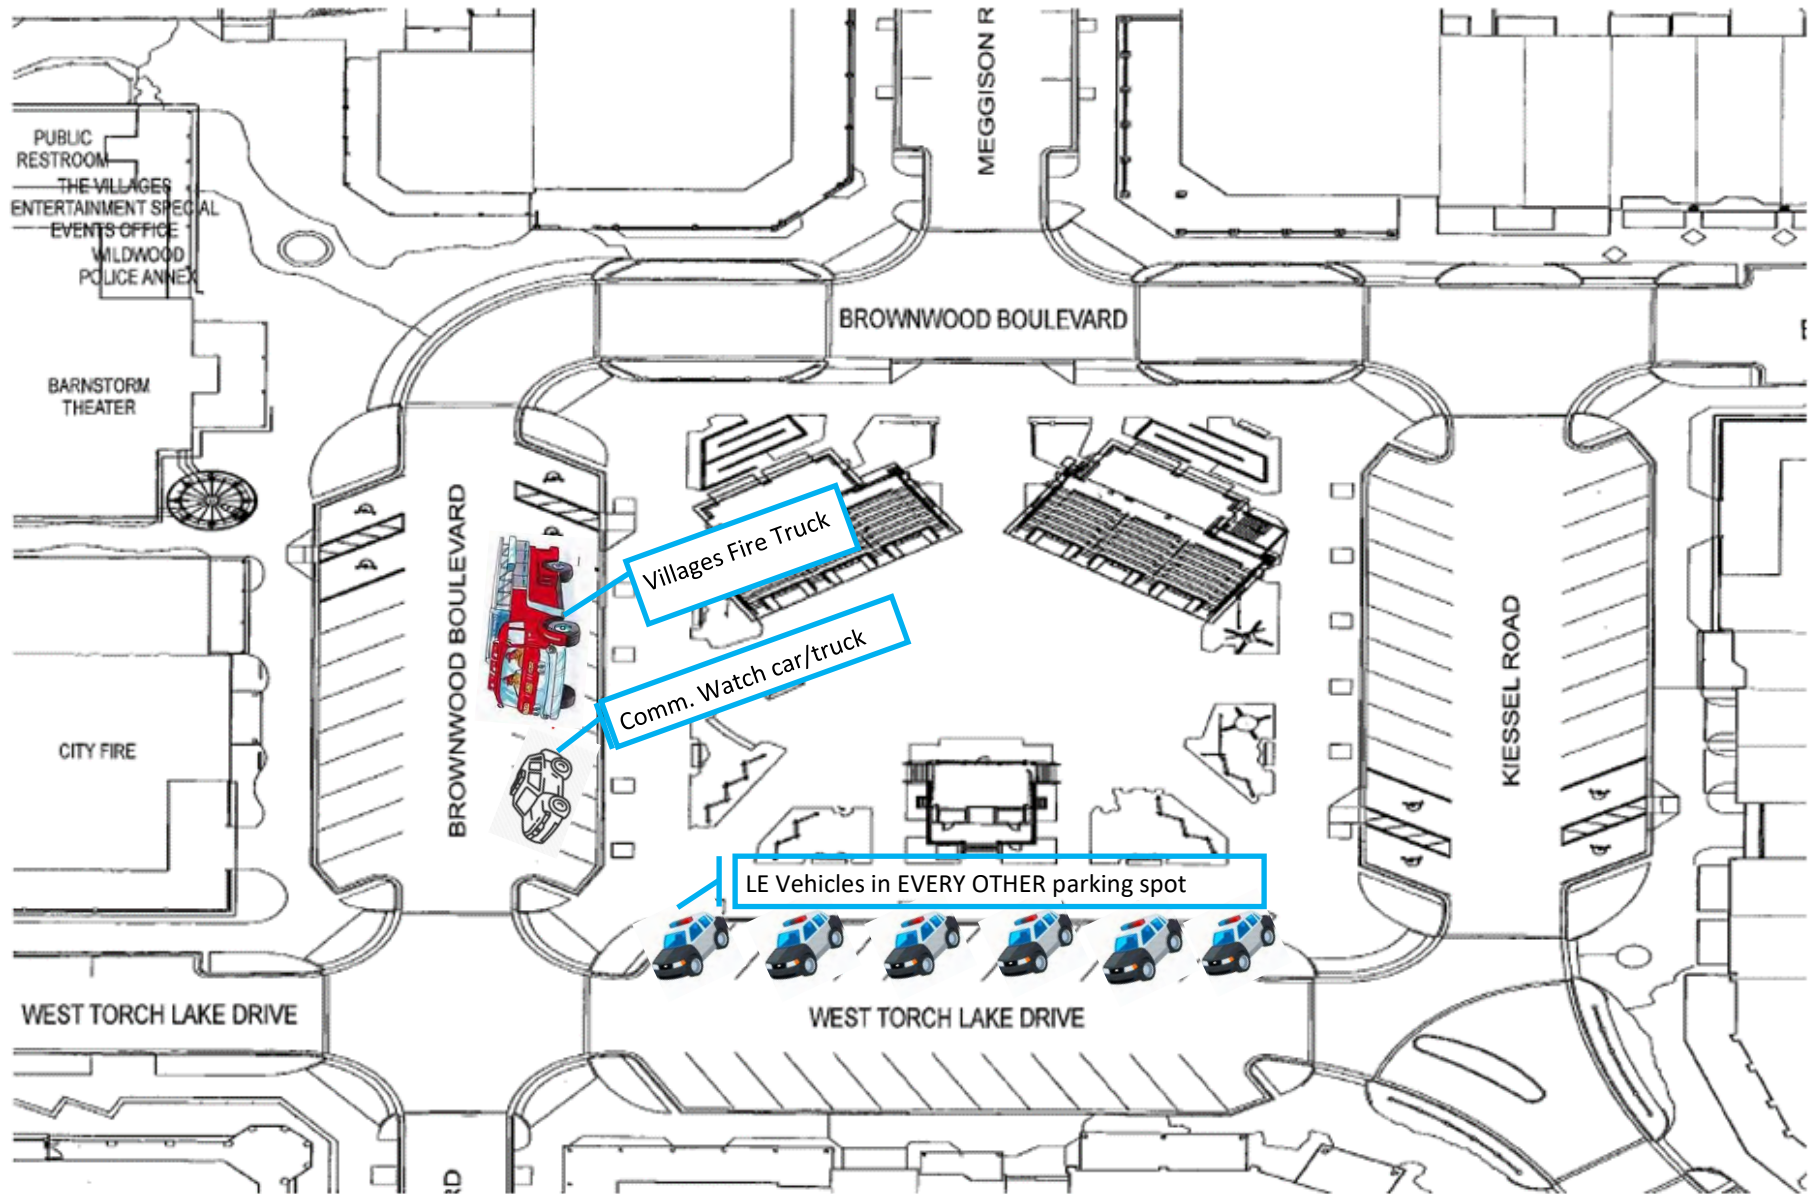 MEGGISON R
PUBLIC
RESTROOM
THE VILLAGES
ENTERTAINMENT SPECIAL
EVENTS OFFICE
WILDWOOD
POLICE ANNEX
BROWNWOOD BOULEVARD
BARNSTORM
THEATER
BROWNWOOD BOULEVARD
Villages Fire Truck
Comm. Watch car/truck
KIESSEL ROAD
CITY FIRE
LE Vehicles in EVERY OTHER parking spot
WEST TORCH LAKE DRIVE
WEST TORCH LAKE DRIVE
RD